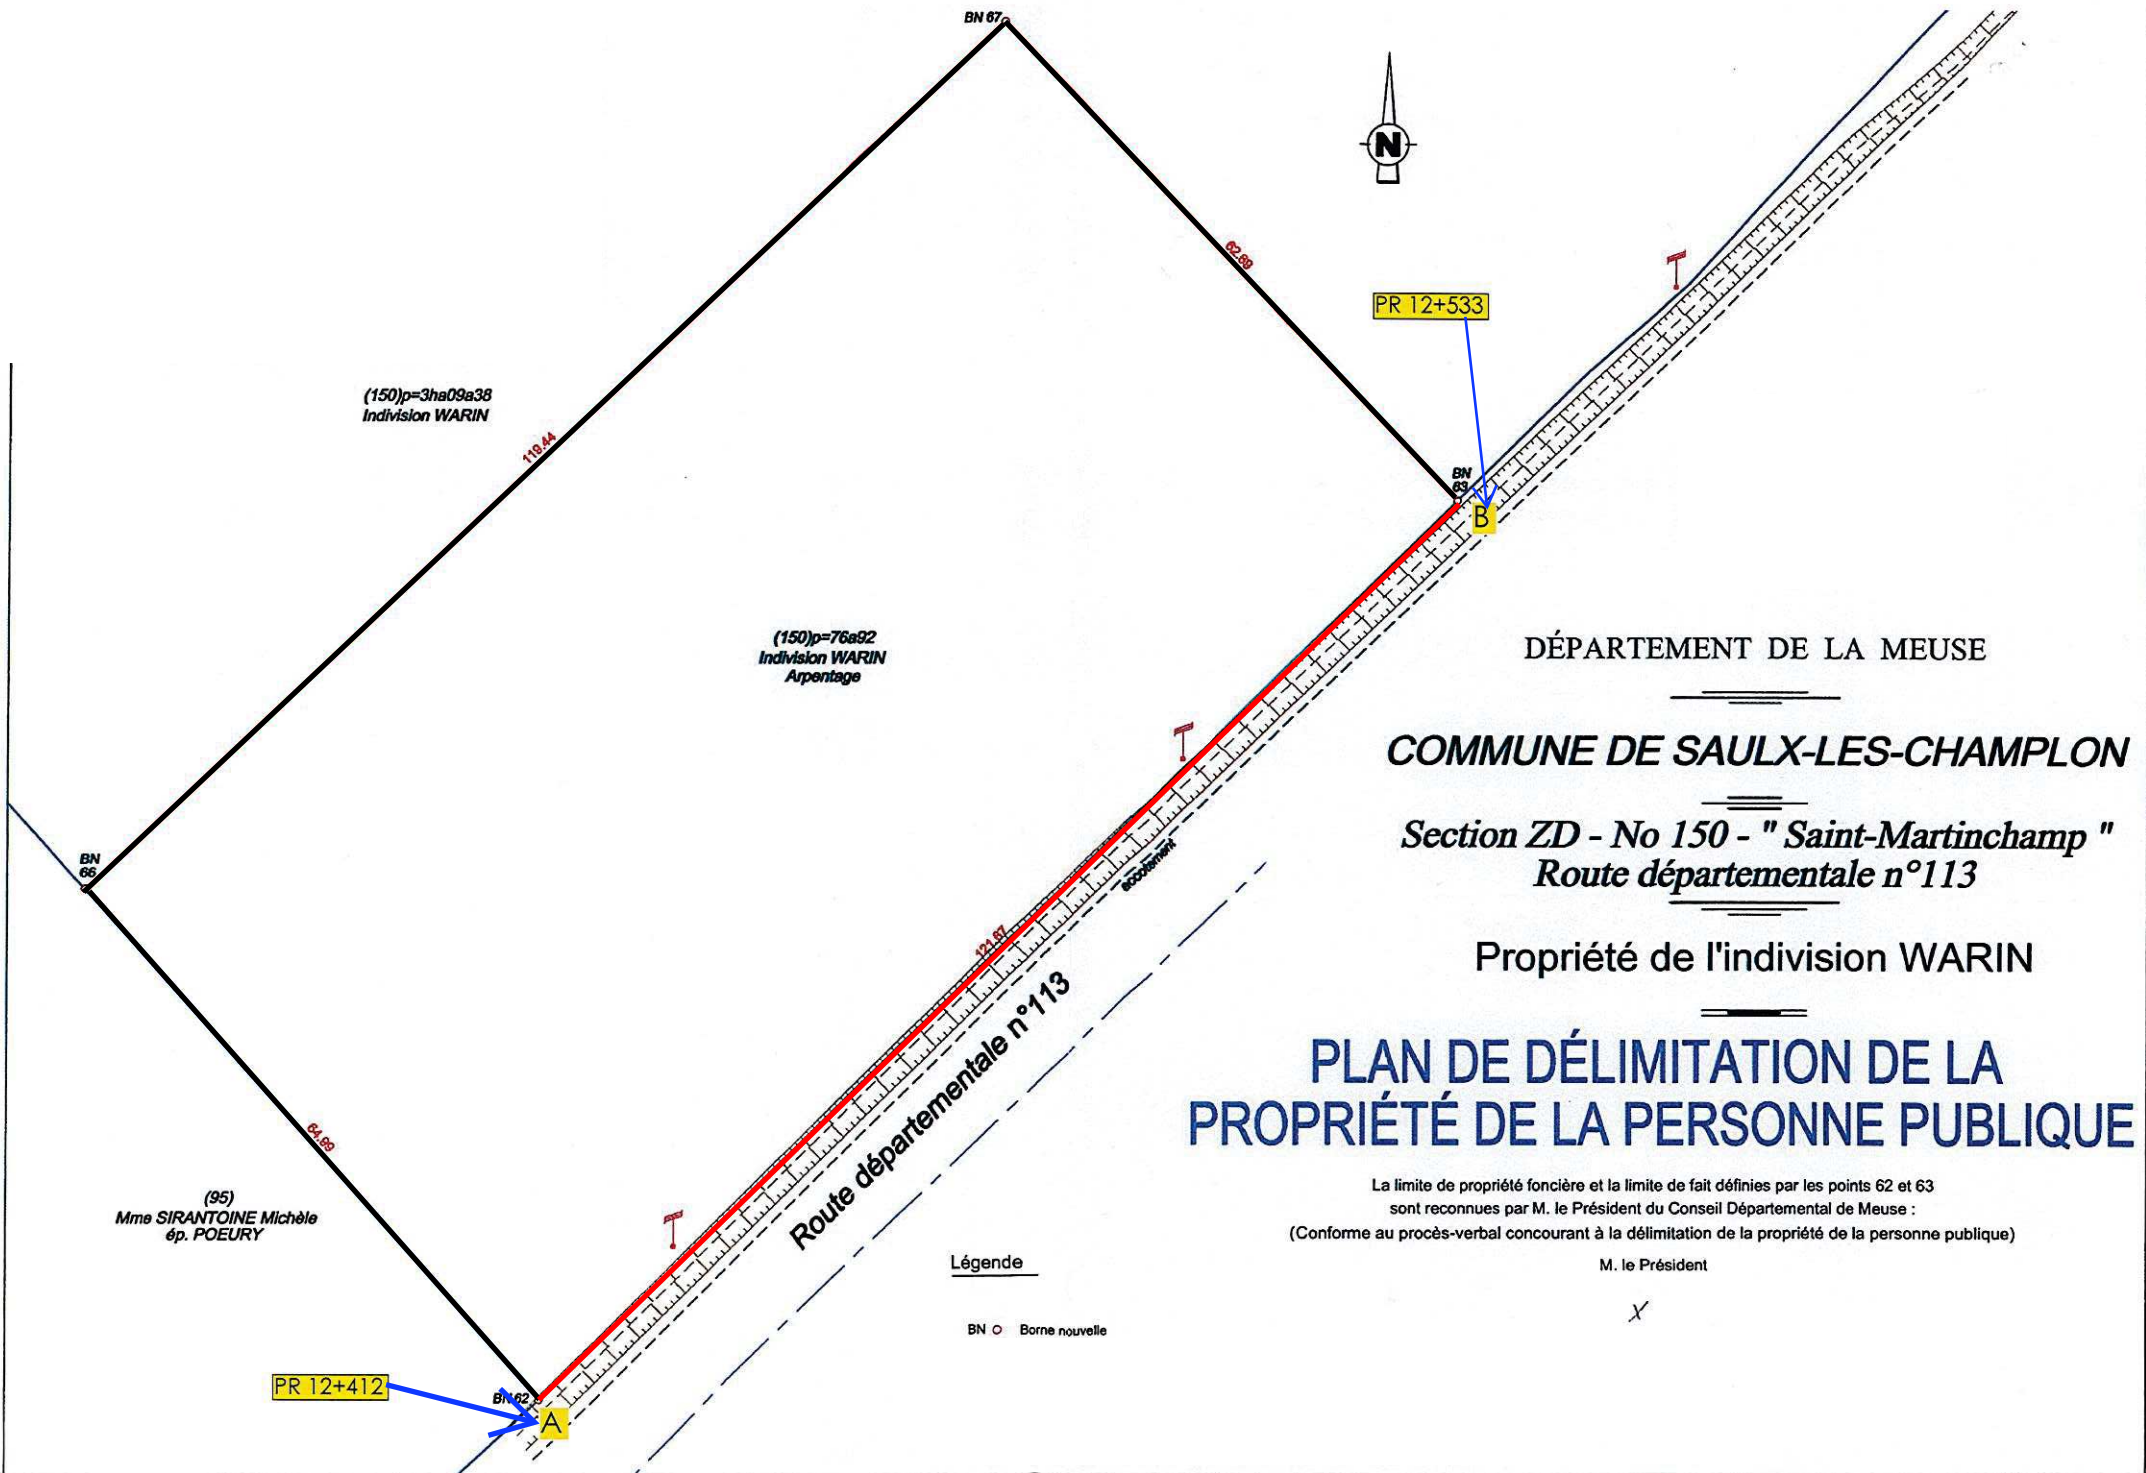 BN 67
N
62.69
PR 12+533
(150)p=3ha09a38
Indivision WARIN
119.44
BN
63
B
(150)p=76a92
Indivision WARIN
Arpentage
DÉPARTEMENT DE LA MEUSE
COMMUNE DE SAULX-LES-CHAMPLON
Section ZD - No 150 - " Saint-Martinchamp "
Route départementale n°113
Propriété de l'indivision WARIN
PLAN DE DÉLIMITATION DE LA
PROPRIÉTÉ DE LA PERSONNE PUBLIQUE
La limite de propriété foncière et la limite de fait définies par les points 62 et 63
sont reconnues par M. le Président du Conseil Départemental de Meuse :
(Conforme au procès-verbal concourant à la délimitation de la propriété de la personne publique)
M. le Président
X
BN
66
accotement
121.67
Route départementale n°113
64.99
(95)
Mme SIRANTOINE Michèle
ép. POEURY
Légende
BN Borne nouvelle
PR 12+412
BN 62
A